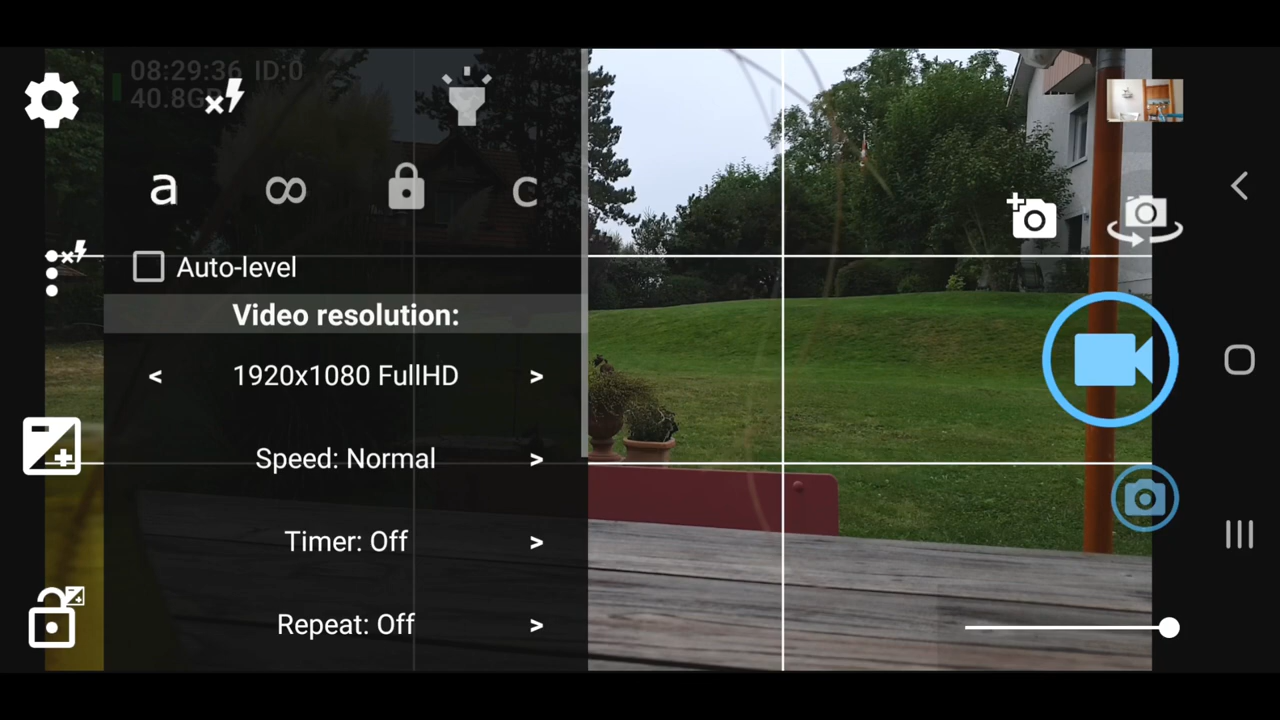 08:29:36 ID:0
40.8GB
a ∞ C
Auto-level
Video resolution:
< 1920x1080 FullHD >
Speed: Normal >
Timer: Off >
Repeat: Off >